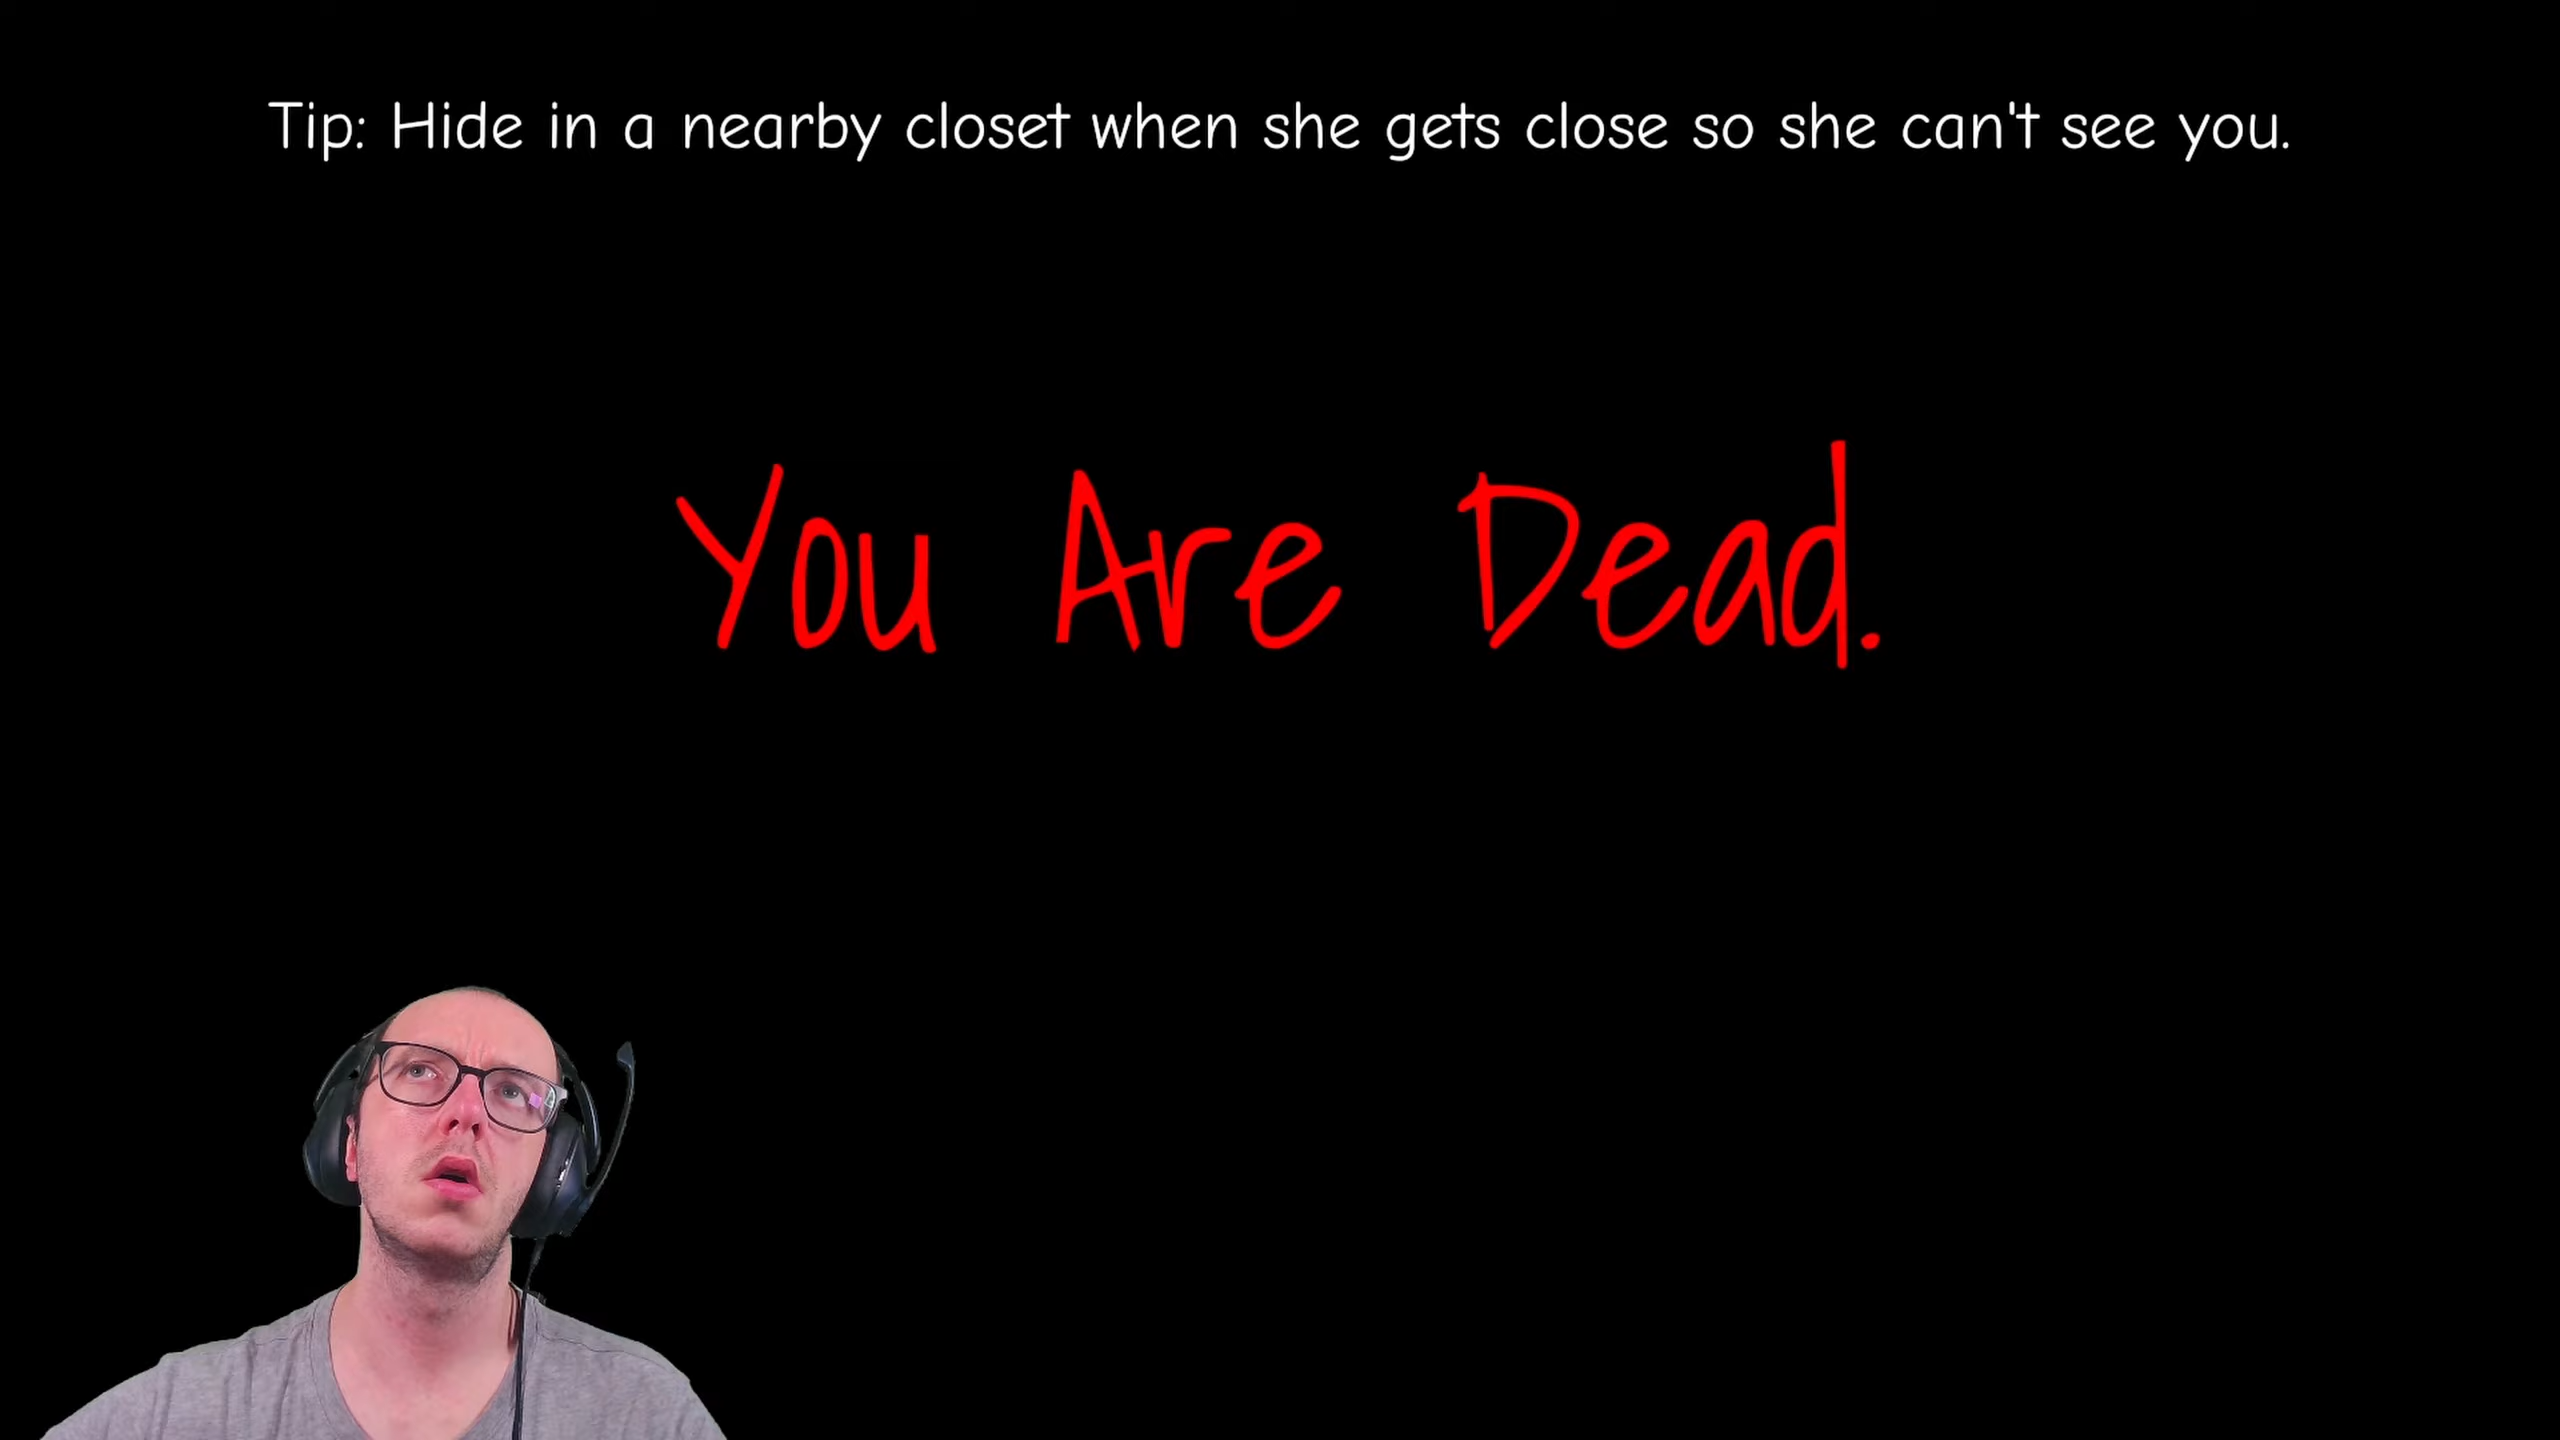 Tip: Hide in a nearby closet when she gets close so she can't see you.
You Are Dead.